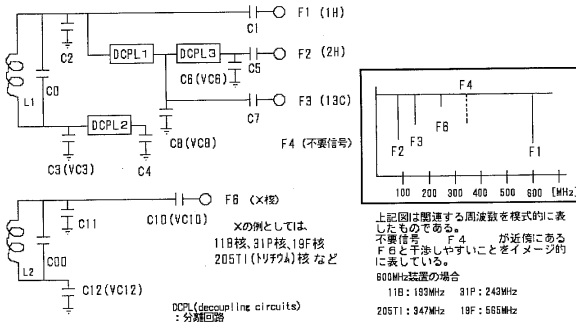 F1 (1H)
C1
C2
DCPL1
DCPL3
F2 (2H)
C5
C6(VC6)
C0
L1
F3 (13C)
C7
DCPL2
C8(VC8)
F4 (不要信号)
C3(VC3)
C4
F4
F6
F3
F2
F1
100 200 300 400 500 600 [MHz]
F6 (X核)
C10(VC10)
C11
C00
L2
C12(VC12)
Xの例としては、
11B核、31P核、19F核
205Tl(トリチウム)核 など
DCPL(decoupling circuits)
:分離回路
上記図は関連する周波数を模式的に表
したものである。
不要信号 F4 が近傍にある
F6と干渉しやすいことをイメージ的
に表している。
600MHz装置の場合
11B:193MHz 31P:243MHz
205Tl:347MHz 19F:565MHz